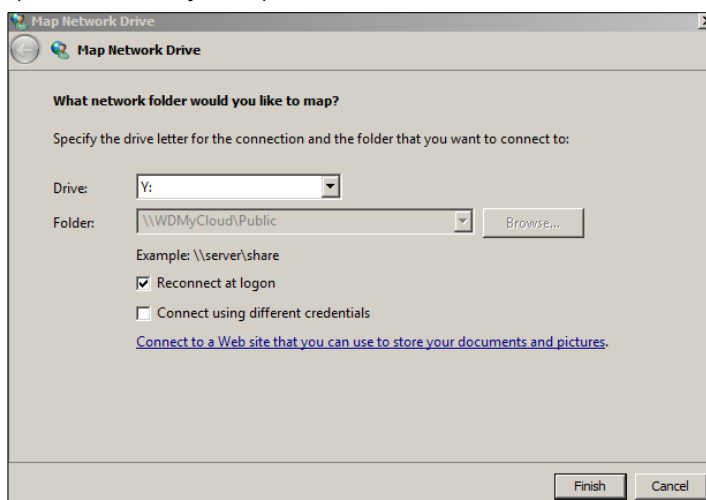 Map Network Drive
Map Network Drive
What network folder would you like to map?
Specify the drive letter for the connection and the folder that you want to connect to:
Drive: Y:
Folder: \\WDMyCloud\Public Browse...
Example: \\server\share
Reconnect at logon
Connect using different credentials
Connect to a Web site that you can use to store your documents and pictures.
Finish Cancel